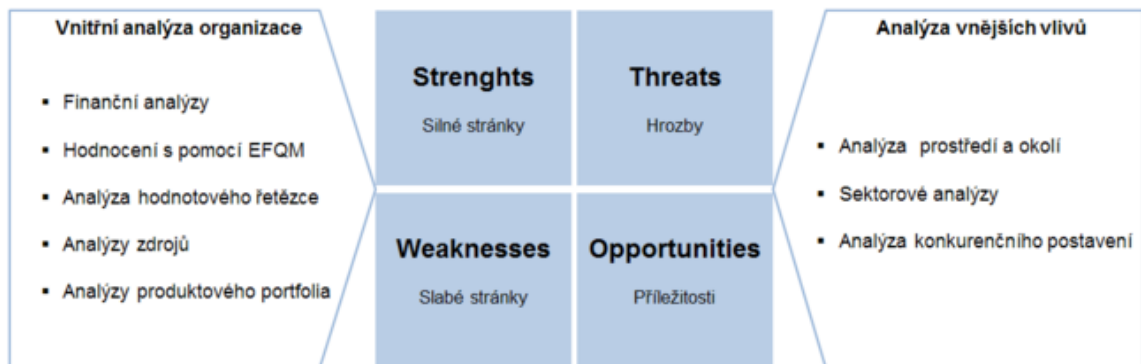 Vnitřní analýza organizace
▪ Finanční analýzy
▪ Hodnocení s pomocí EFQM
▪ Analýza hodnotového řetězce
▪ Analýzy zdrojů
▪ Analýzy produktového portfolia
Strenghts
Silné stránky
Threats
Hrozby
Weaknesses
Slabé stránky
Opportunities
Příležitosti
Analýza vnějších vlivů
▪ Analýza prostředí a okolí
▪ Sektorové analýzy
▪ Analýza konkurenčního postavení